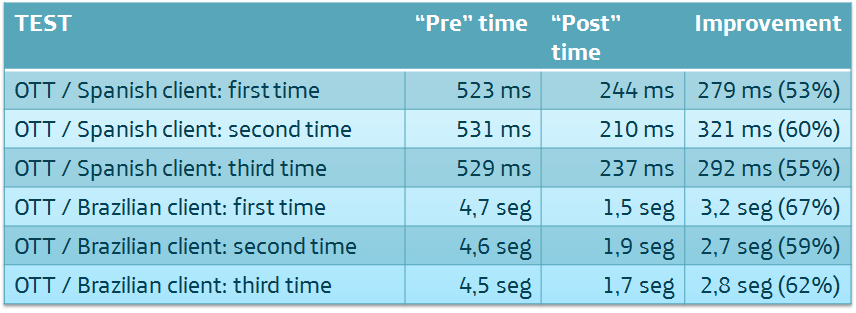 TEST “Pre” time “Post” time Improvement
OTT / Spanish client: first time 523 ms 244 ms 279 ms (53%)
OTT / Spanish client: second time 531 ms 210 ms 321 ms (60%)
OTT / Spanish client: third time 529 ms 237 ms 292 ms (55%)
OTT / Brazilian client: first time 4,7 seg 1,5 seg 3,2 seg (67%)
OTT / Brazilian client: second time 4,6 seg 1,9 seg 2,7 seg (59%)
OTT / Brazilian client: third time 4,5 seg 1,7 seg 2,8 seg (62%)